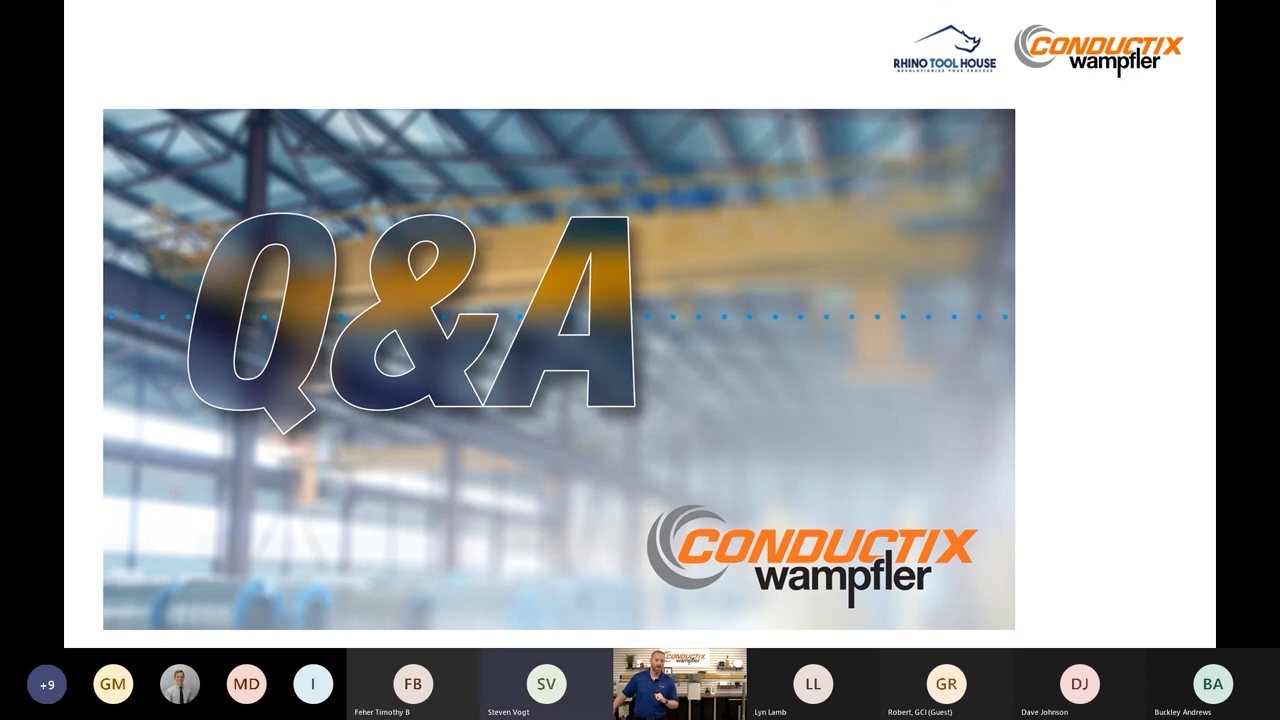 RHINO TOOL HOUSE
REVOLUTIONIZE YOUR PROCESS
CONDUCTIX
wampfler
Q&A
CONDUCTIX
wampfler
+9
GM
MD
I
FB
Feher Timothy B
SV
Steven Vogt
CONDUCTIX
wampfler
LL
Lyn Lamb
GR
Robert, GCI (Guest)
DJ
Dave Johnson
BA
Buckley Andrews